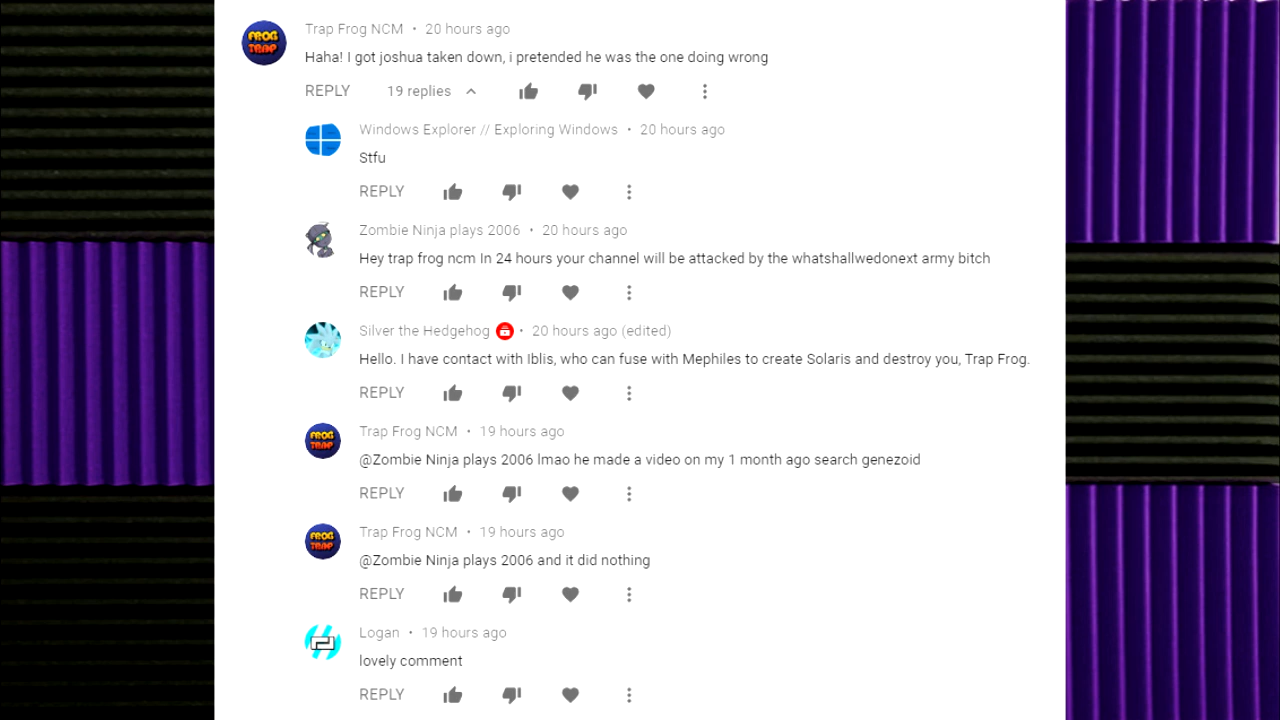 FROG TRAP
Trap Frog NCM • 20 hours ago
Haha! I got joshua taken down, i pretended he was the one doing wrong
REPLY 19 replies
Windows Explorer // Exploring Windows • 20 hours ago
Stfu
REPLY
Zombie Ninja plays 2006 • 20 hours ago
Hey trap frog ncm In 24 hours your channel will be attacked by the whatshallwedonext army bitch
REPLY
Silver the Hedgehog • 20 hours ago (edited)
Hello. I have contact with Iblis, who can fuse with Mephiles to create Solaris and destroy you, Trap Frog.
REPLY
FROG TRAP
Trap Frog NCM • 19 hours ago
@Zombie Ninja plays 2006 lmao he made a video on my 1 month ago search genezoid
REPLY
FROG TRAP
Trap Frog NCM • 19 hours ago
@Zombie Ninja plays 2006 and it did nothing
REPLY
Logan • 19 hours ago
lovely comment
REPLY